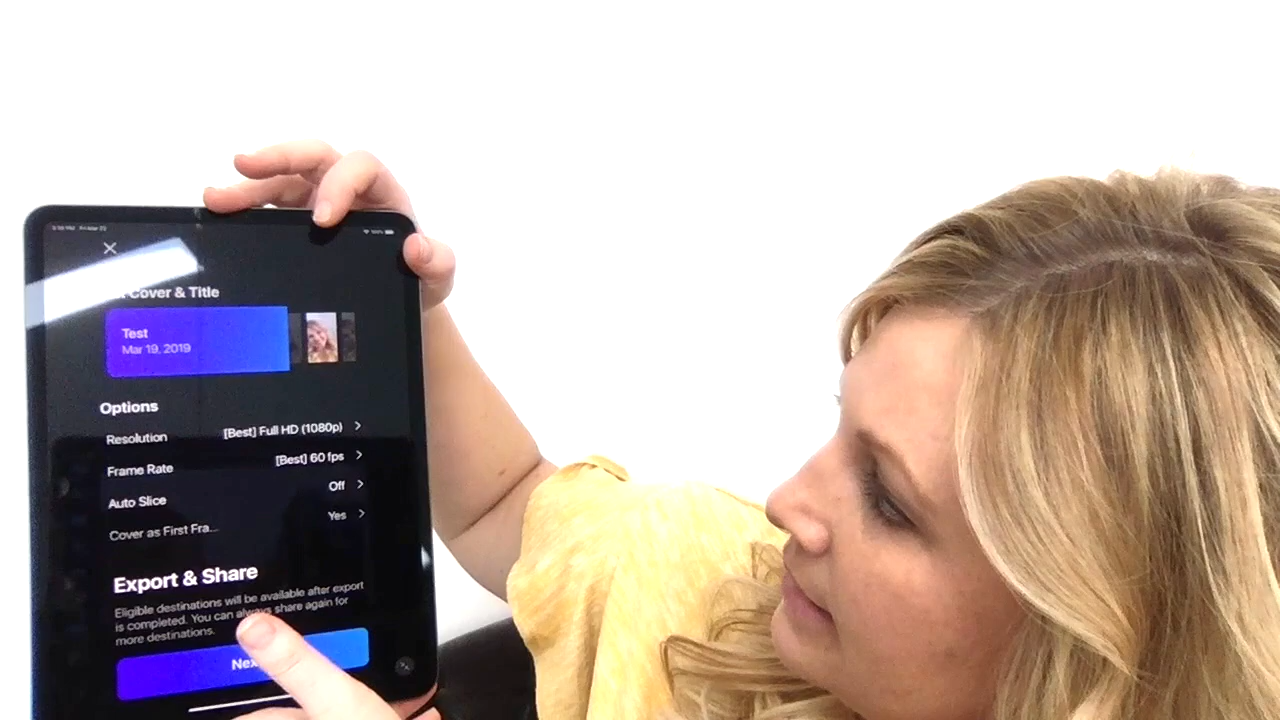 Cover & Title
Test
Mar 19, 2019
Options
Resolution [Best] Full HD (1080p)
Frame Rate [Best] 60 fps
Auto Slice Off
Cover as First Fra... Yes
Export & Share
Eligible destinations will be available after export
is completed. You can always share again for
more destinations.